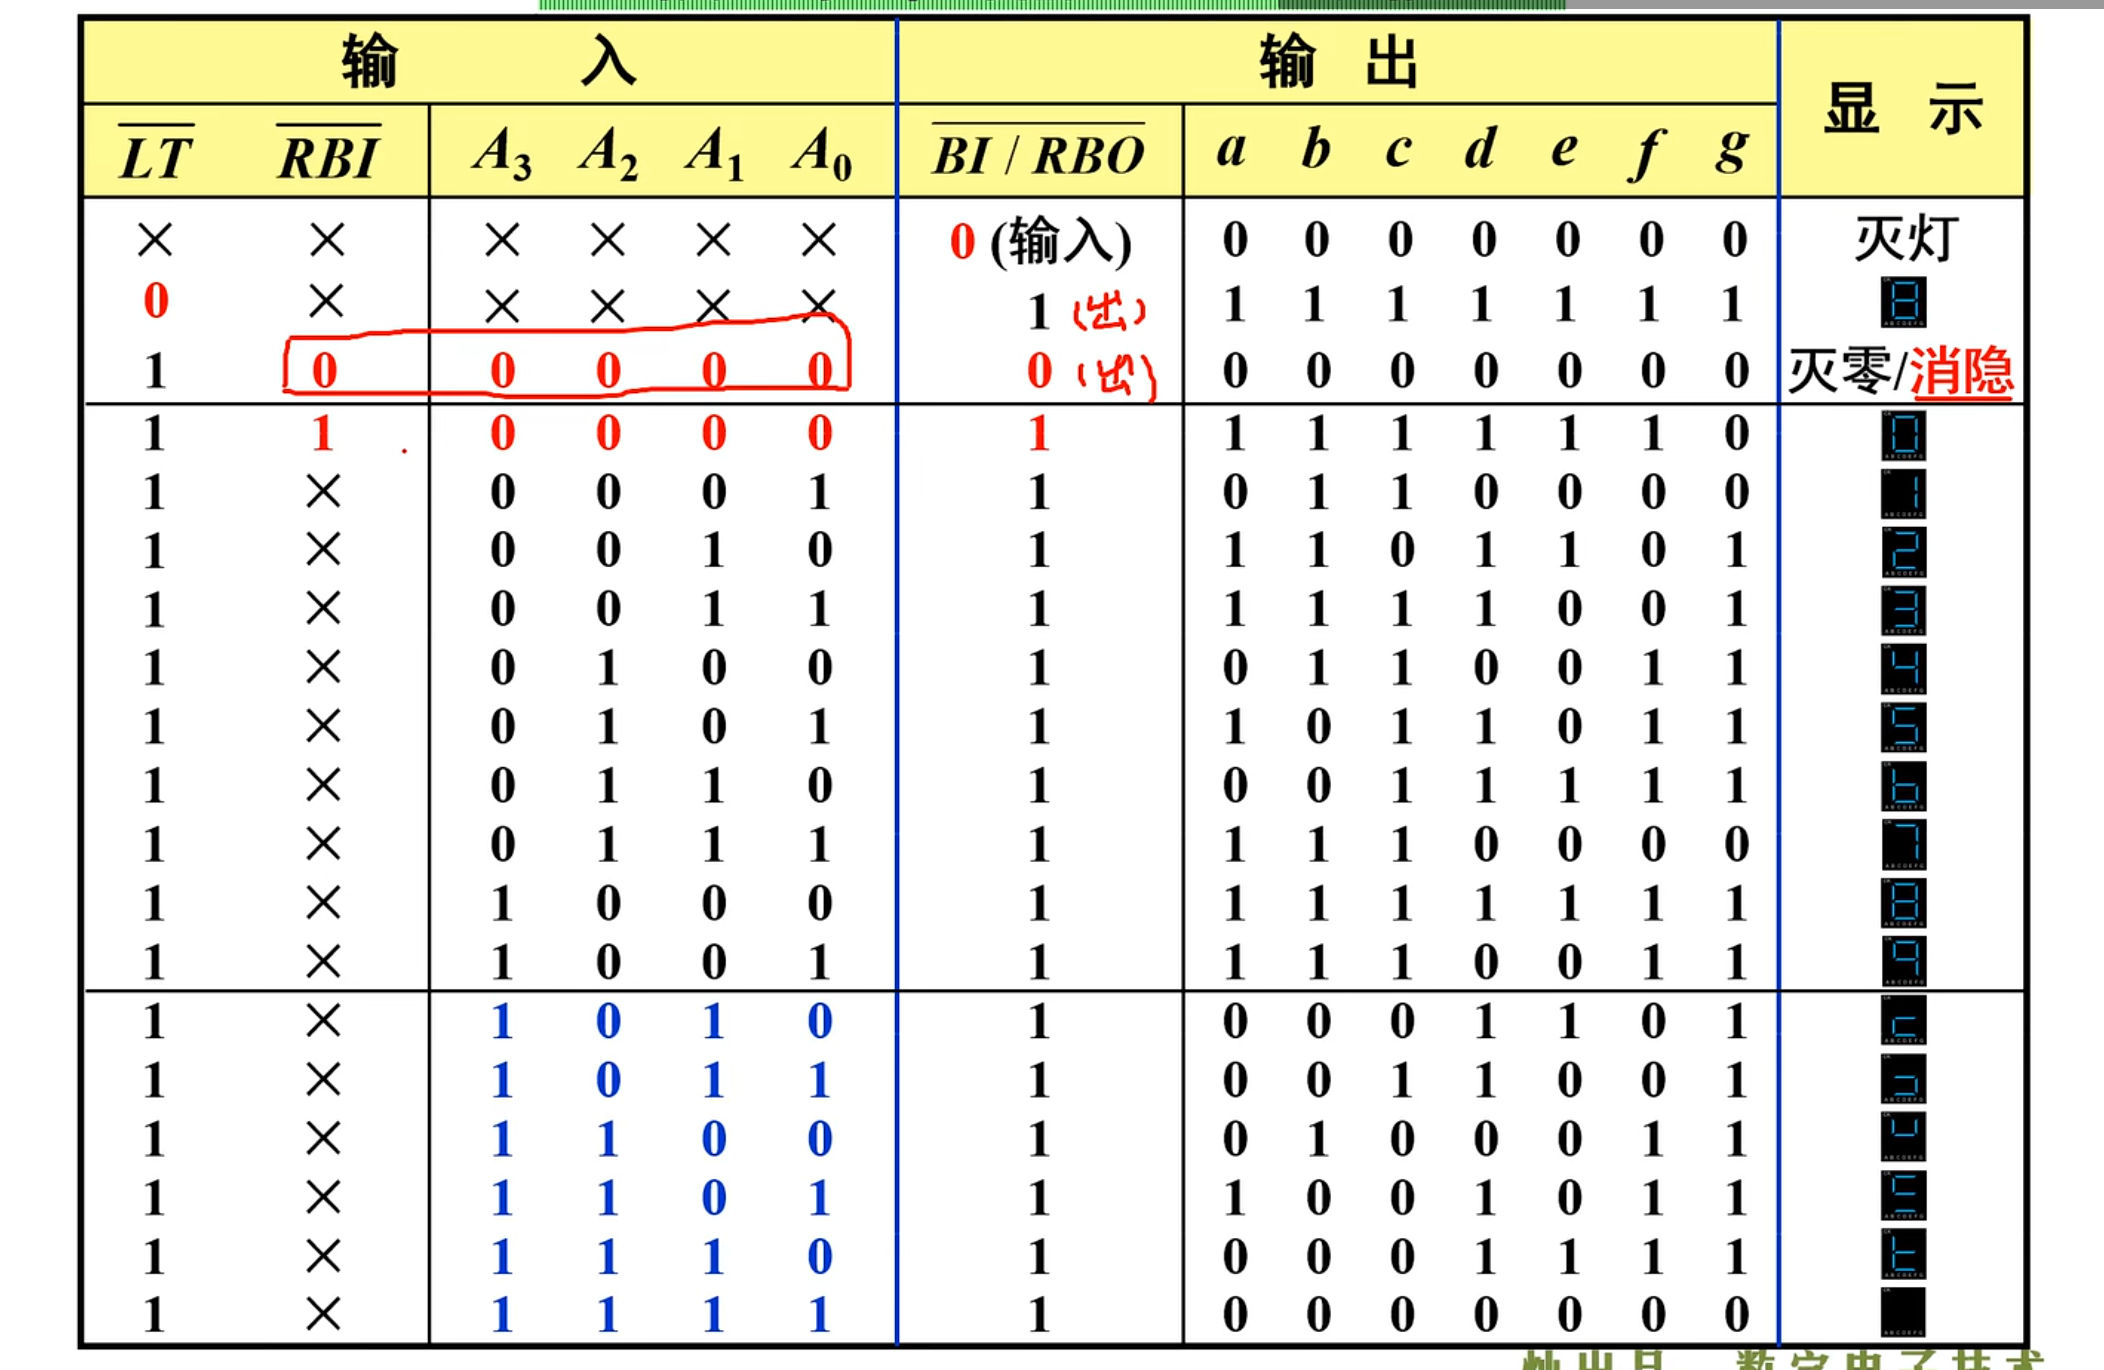 输 入 输 出 显 示
LT RBI A3 A2 A1 A0 BI / RBO a b c d e f g
× × × × × × 0 (输入) 0 0 0 0 0 0 0 灭灯
0 × × × × × 1 (出) 1 1 1 1 1 1 1 8
1 0 0 0 0 0 0 (出) 0 0 0 0 0 0 0 灭零/消隐
1 1 0 0 0 0 1 1 1 1 1 1 1 0 0
1 × 0 0 0 1 1 0 1 1 0 0 0 0 1
1 × 0 0 1 0 1 1 1 0 1 1 0 1 2
1 × 0 0 1 1 1 1 1 1 1 0 0 1 3
1 × 0 1 0 0 1 0 1 1 0 0 1 1 4
1 × 0 1 0 1 1 1 0 1 1 0 1 1 5
1 × 0 1 1 0 1 0 0 1 1 1 1 1 b
1 × 0 1 1 1 1 1 1 1 0 0 0 0 7
1 × 1 0 0 0 1 1 1 1 1 1 1 1 8
1 × 1 0 0 1 1 1 1 1 0 0 1 1 9
1 × 1 0 1 0 1 0 0 0 1 1 0 1
1 × 1 0 1 1 1 0 0 1 1 0 0 1
1 × 1 1 0 0 1 0 1 0 0 0 1 1
1 × 1 1 0 1 1 1 0 0 1 0 1 1
1 × 1 1 1 0 1 0 0 0 1 1 1 1
1 × 1 1 1 1 1 0 0 0 0 0 0 0
数字电子技术